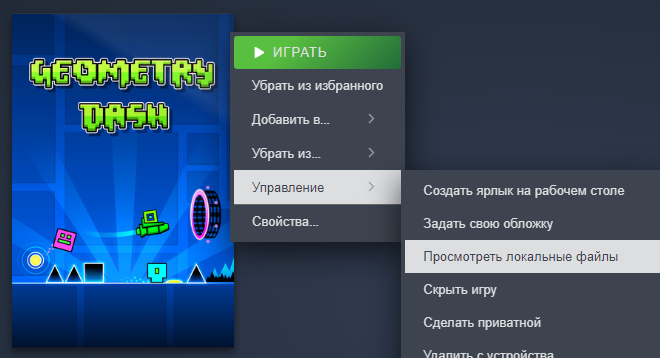 GEOMETRY
DASH
ИГРАТЬ
Убрать из избранного
Добавить в...
Убрать из...
Управление
Свойства...
Создать ярлык на рабочем столе
Задать свою обложку
Просмотреть локальные файлы
Скрыть игру
Сделать приватной
Удалить с устройства